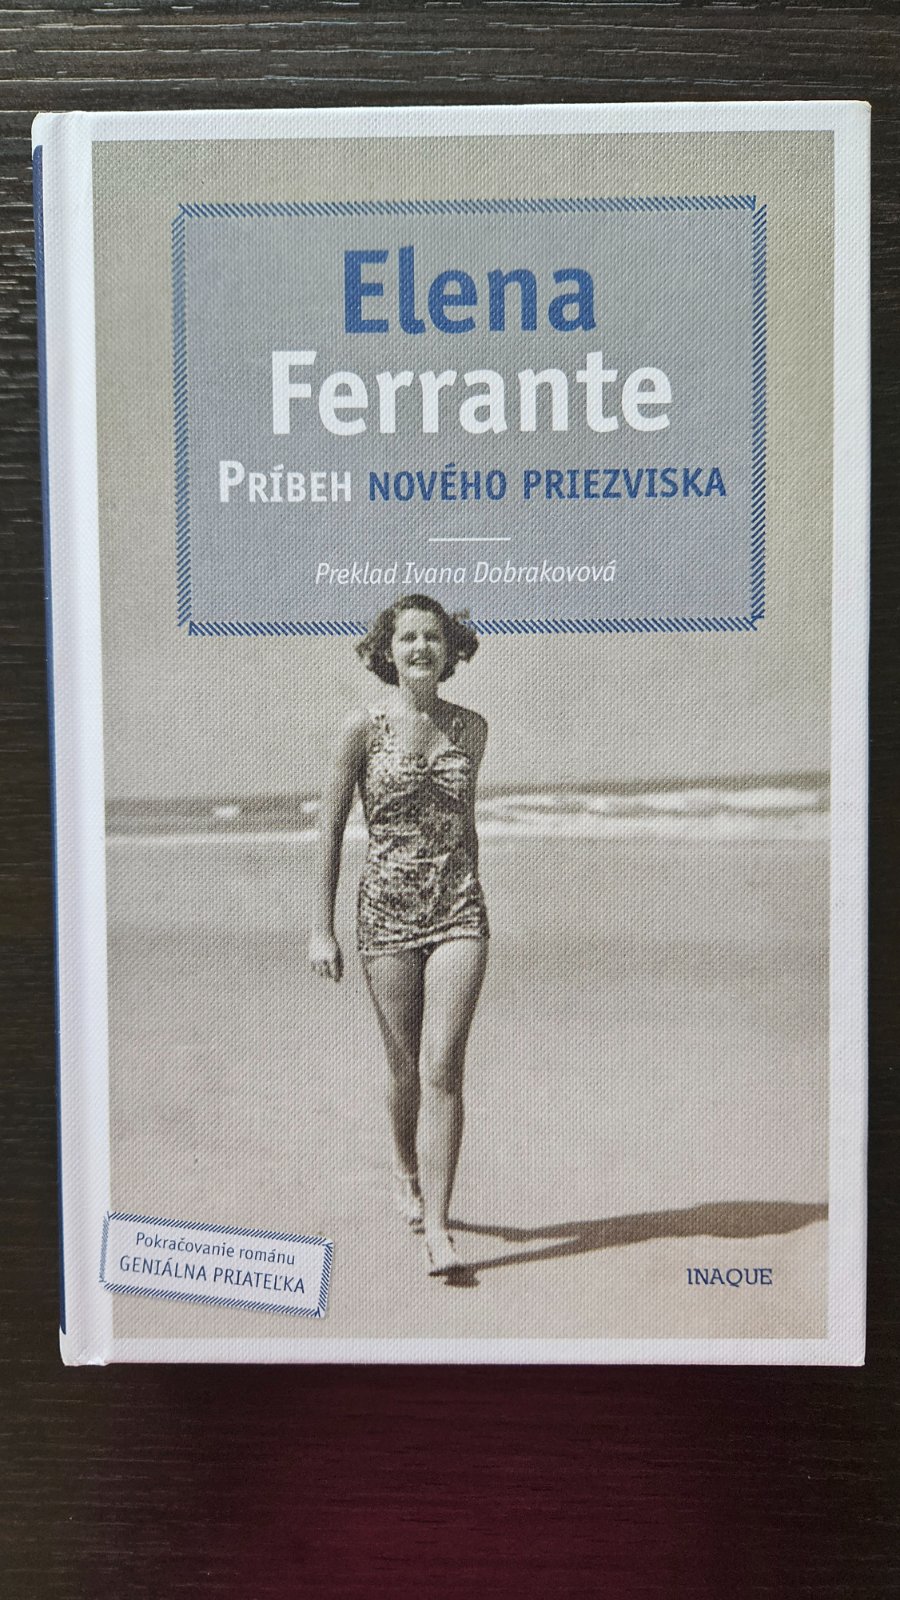 Elena
Ferrante
PRÍBEH NOVÉHO PRIEZVISKA
Preklad Ivana Dobrakovová
Pokračovanie románu
GENIÁLNA PRIATEĽKA
INAQUE